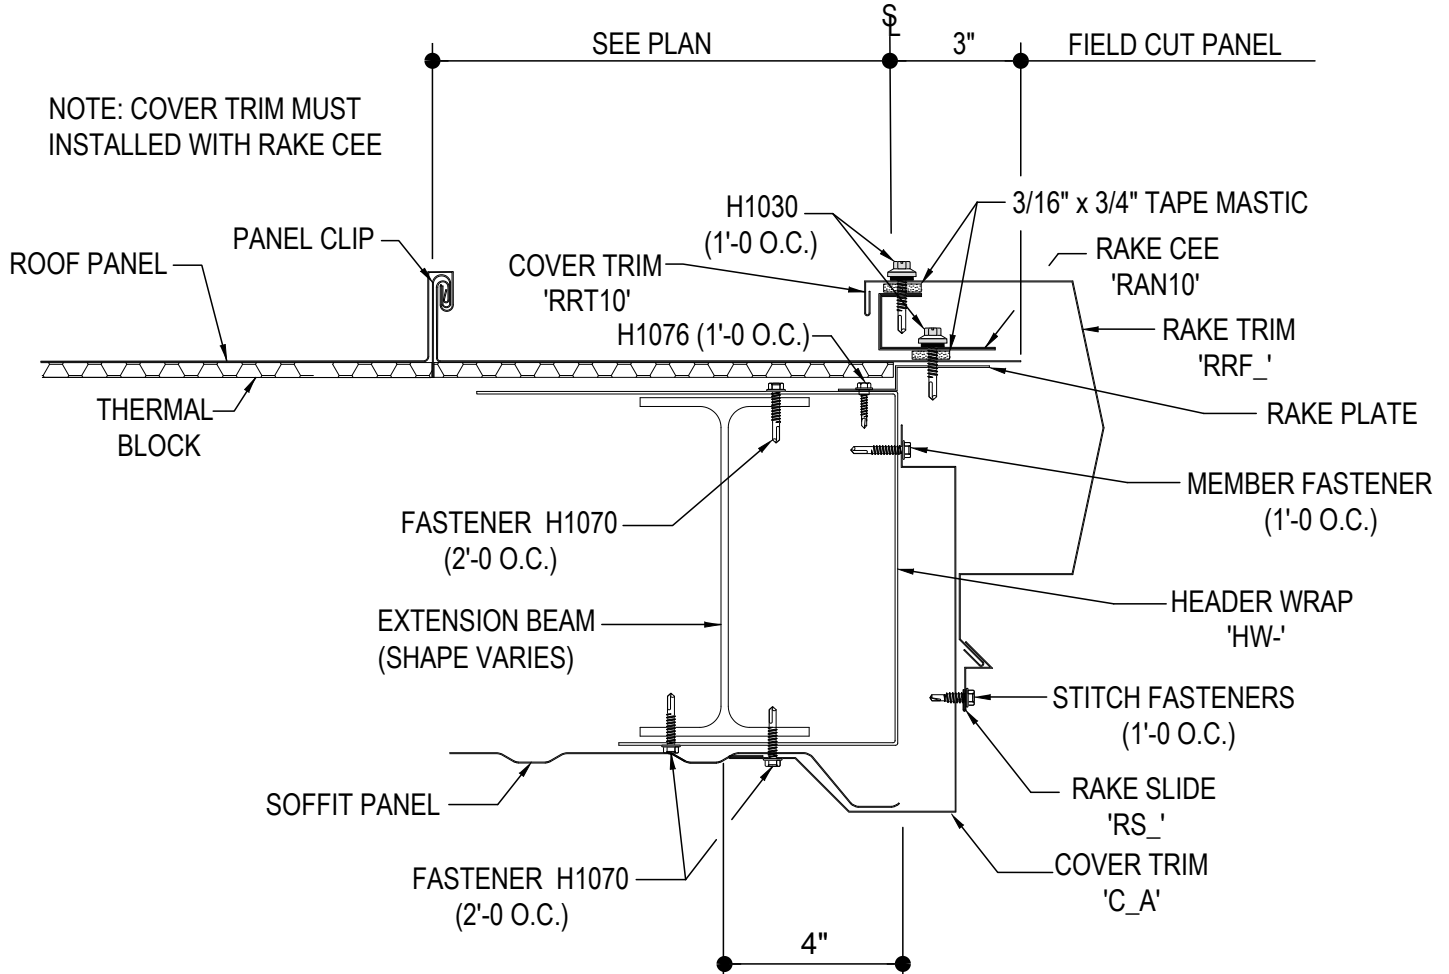 SL
SEE PLAN
3"
FIELD CUT PANEL
NOTE: COVER TRIM MUST
INSTALLED WITH RAKE CEE
H1030
(1'-0 O.C.)
3/16" x 3/4" TAPE MASTIC
ROOF PANEL
PANEL CLIP
COVER TRIM
'RRT10'
RAKE CEE
'RAN10'
H1076 (1'-0 O.C.)
RAKE TRIM
'RRF_'
THERMAL
BLOCK
RAKE PLATE
MEMBER FASTENER
(1'-0 O.C.)
FASTENER H1070
(2'-0 O.C.)
EXTENSION BEAM
(SHAPE VARIES)
HEADER WRAP
'HW-'
STITCH FASTENERS
(1'-0 O.C.)
SOFFIT PANEL
RAKE SLIDE
'RS_'
FASTENER H1070
(2'-0 O.C.)
COVER TRIM
'C_A'
4"